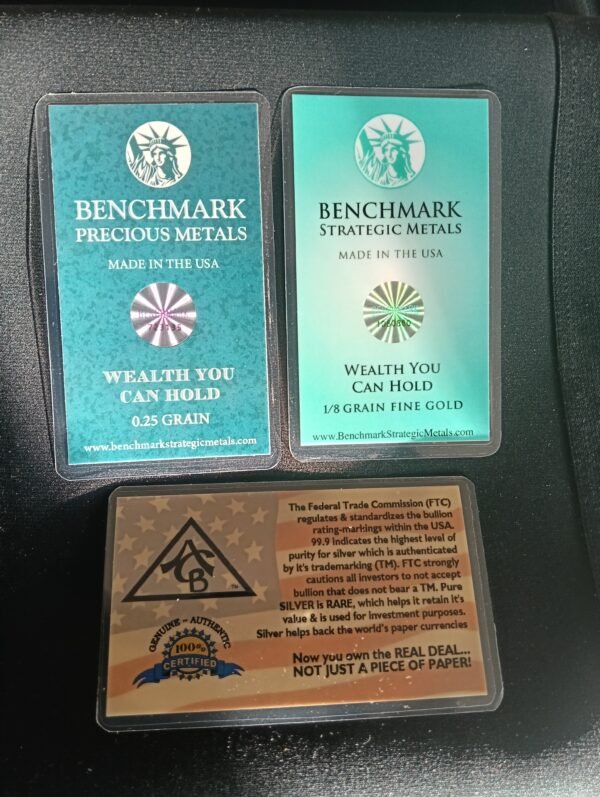 BENCHMARK
PRECIOUS METALS
MADE IN THE USA
WEALTH YOU
CAN HOLD
0.25 GRAIN
www.benchmarkstrategicmetals.com
BENCHMARK
STRATEGIC METALS
MADE IN THE USA
1060860
WEALTH YOU
CAN HOLD
1/8 GRAIN FINE GOLD
www.BenchmarkStrategicMetals.com
ACB
TM
GENUINE ~ AUTHENTIC
100%
CERTIFIED
The Federal Trade Commission (FTC)
regulates & standardizes the bullion
rating-markings within the USA.
99.9 indicates the highest level of
purity for silver which is authenticated
by it's trademarking (TM). FTC strongly
cautions all investors to not accept
bullion that does not bear a TM. Pure
SILVER is RARE, which helps it retain it's
value & is used for investment purposes.
Silver helps back the world's paper currencies
Now you own the REAL DEAL...
NOT JUST A PIECE OF PAPER!